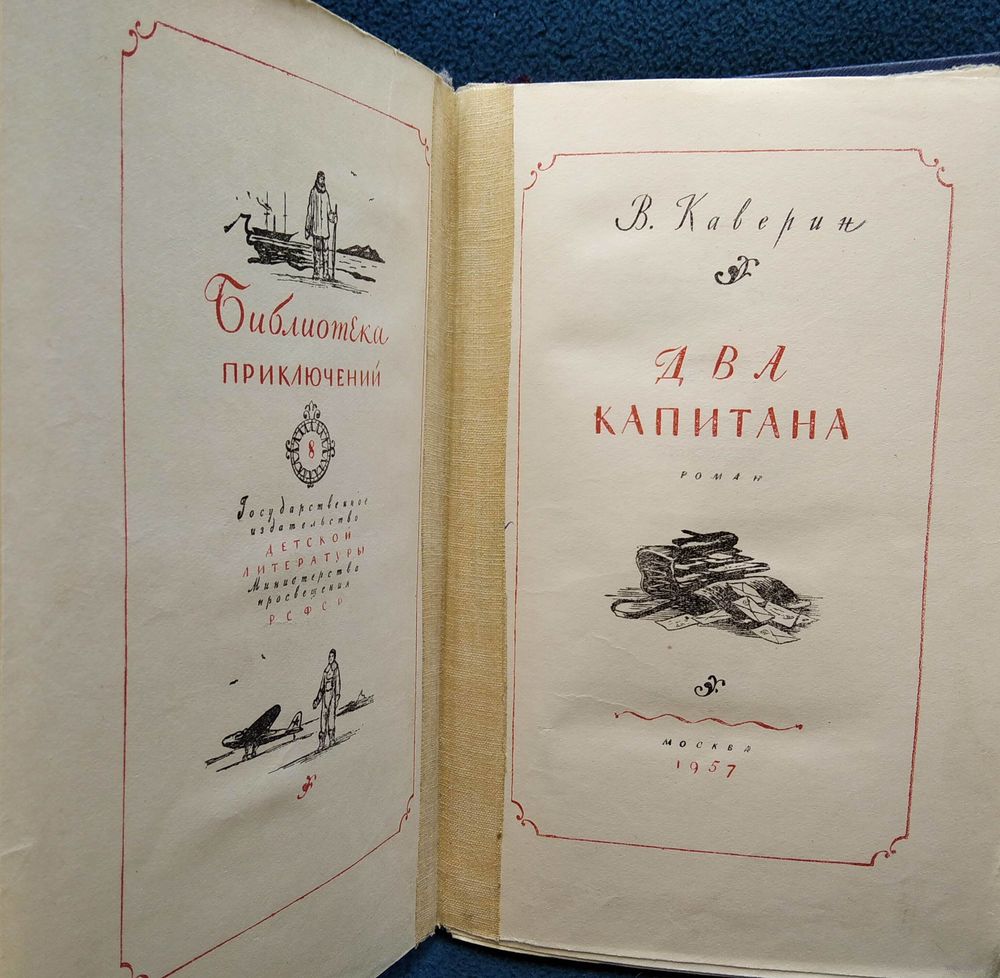 Библиотека
ПРИКЛЮЧЕНИЙ
8
Государственное
издательство
ДЕТСКОЙ
ЛИТЕРАТУРЫ
Министерства
просвещения
РСФСР
В. Каверин
ДВА
КАПИТАНА
РОМАН
МОСКВА
1957